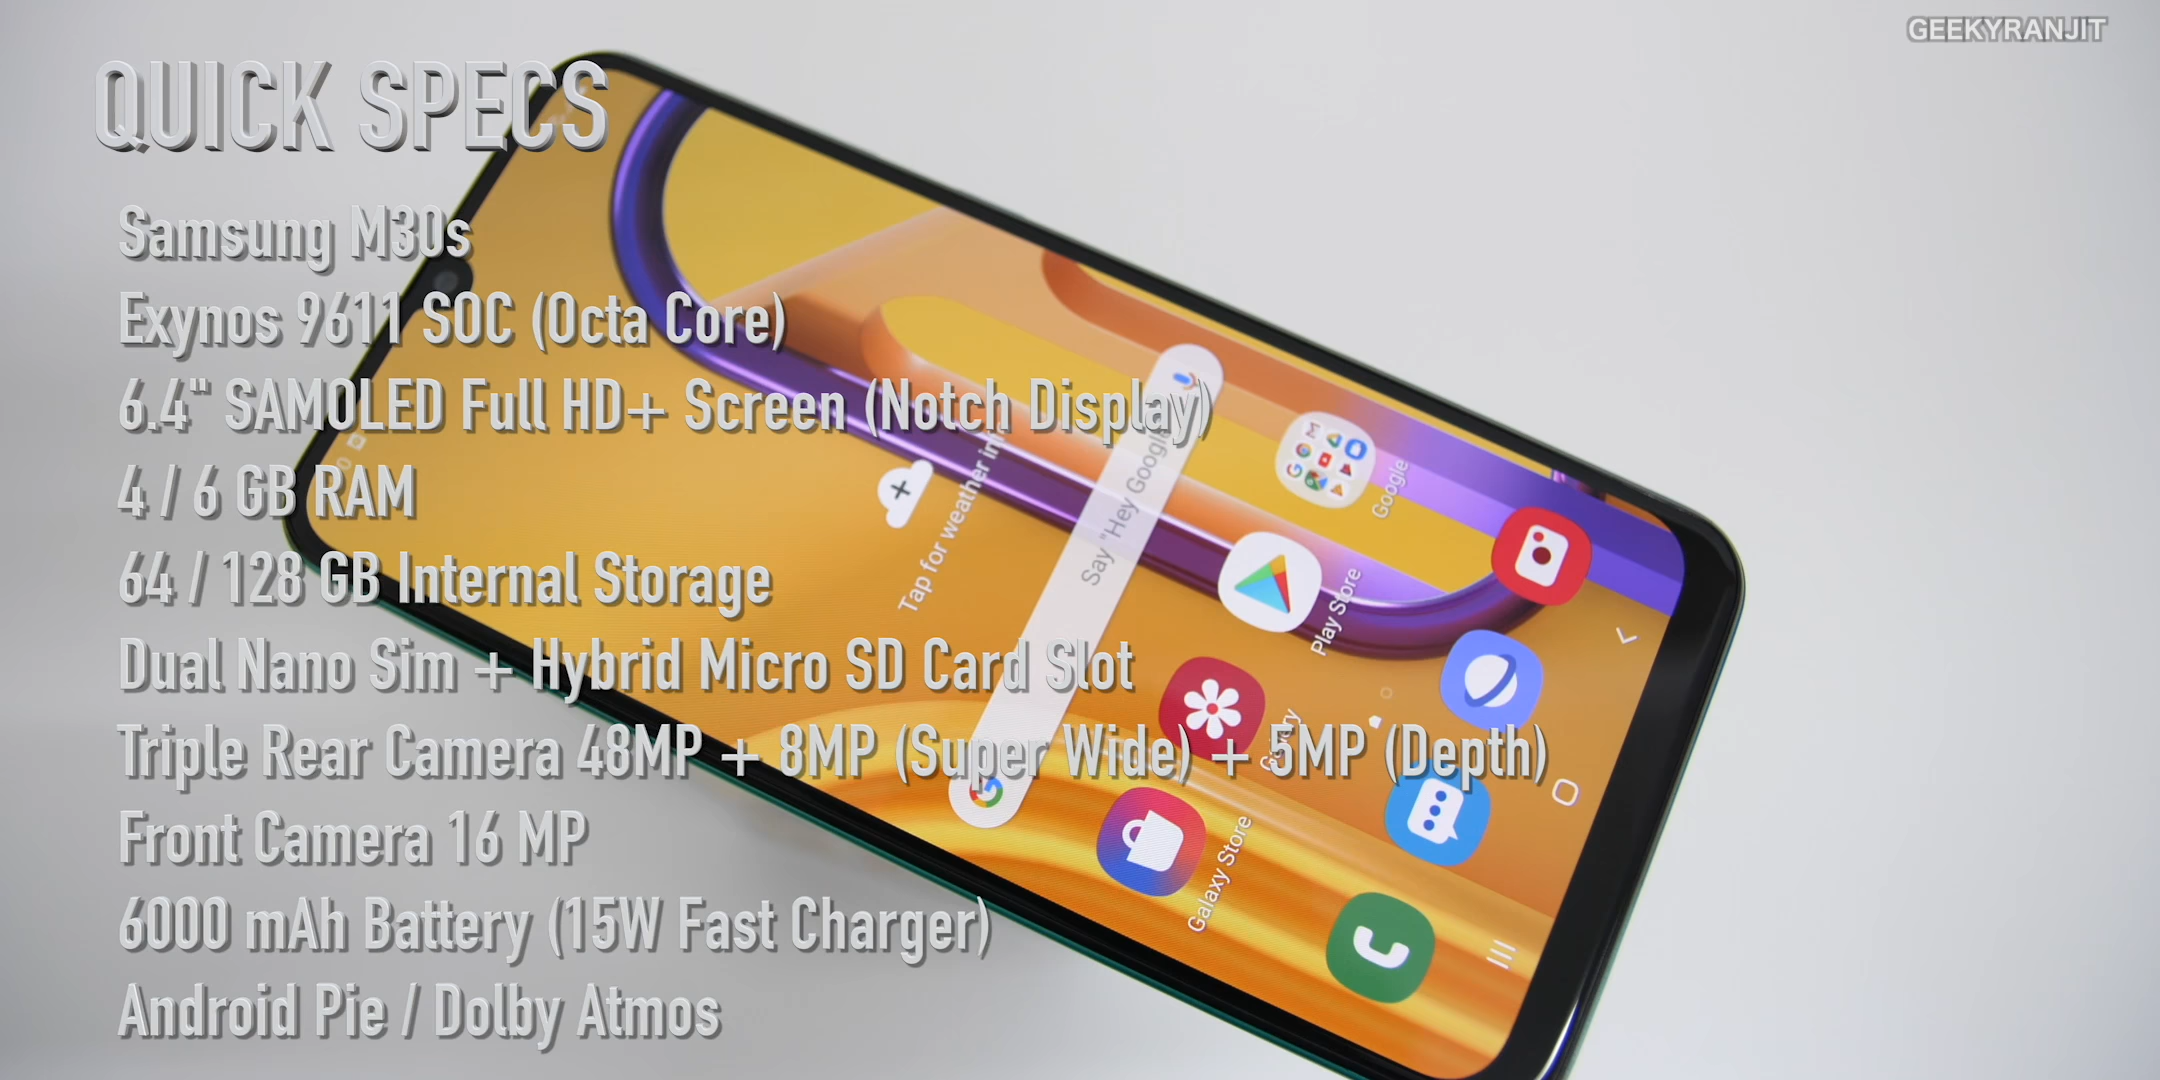 GEEKYRANJIT
QUICK SPECS
Samsung M30s
Exynos 9611 SOC (Octa Core)
6.4" SAMOLED Full HD+ Screen (Notch Display)
4 / 6 GB RAM
64 / 128 GB Internal Storage
Dual Nano Sim + Hybrid Micro SD Card Slot
Triple Rear Camera 48MP + 8MP (Super Wide) + 5MP (Depth)
Front Camera 16 MP
6000 mAh Battery (15W Fast Charger)
Android Pie / Dolby Atmos
Tap for weather
Say "Hey Google
Google
Play Store
Galaxy Store